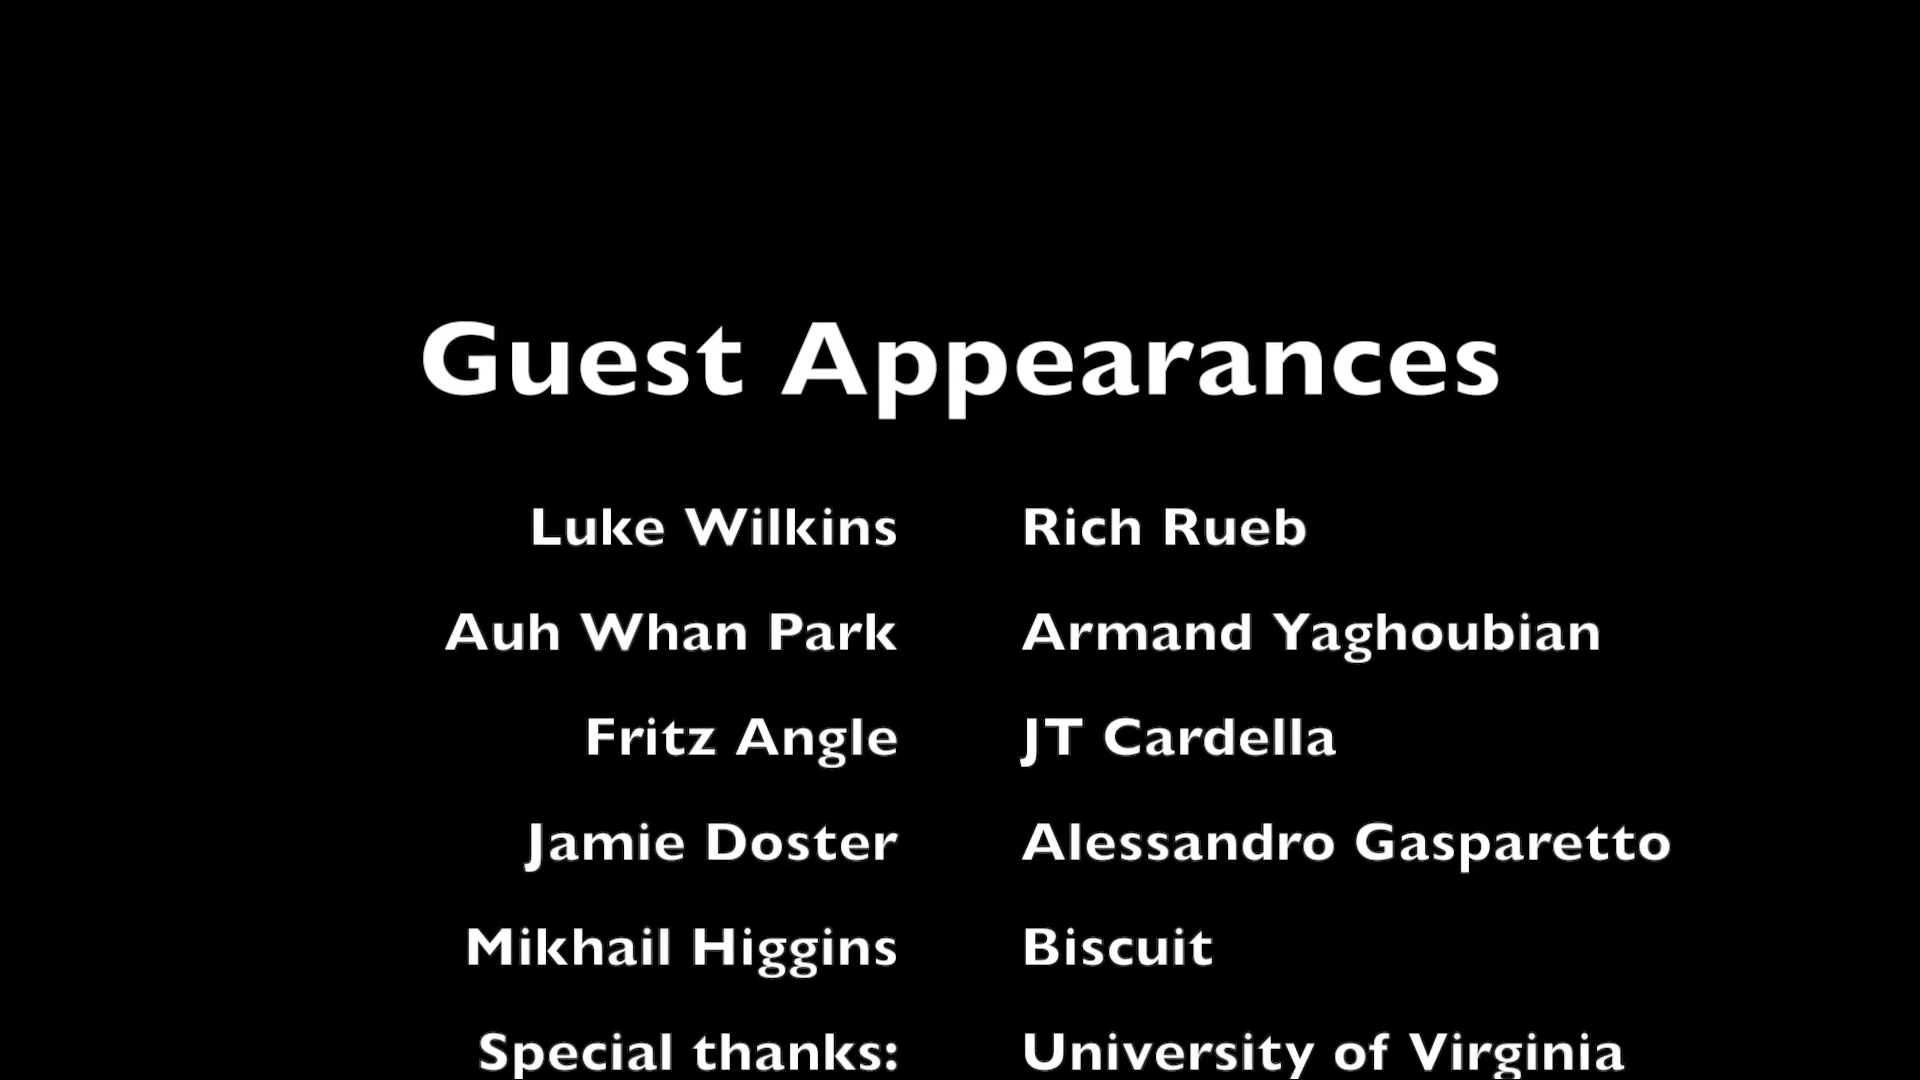 Guest Appearances
Luke Wilkins Rich Rueb
Auh Whan Park Armand Yaghoubian
Fritz Angle JT Cardella
Jamie Doster Alessandro Gasparetto
Mikhail Higgins Biscuit
Special thanks: University of Virginia